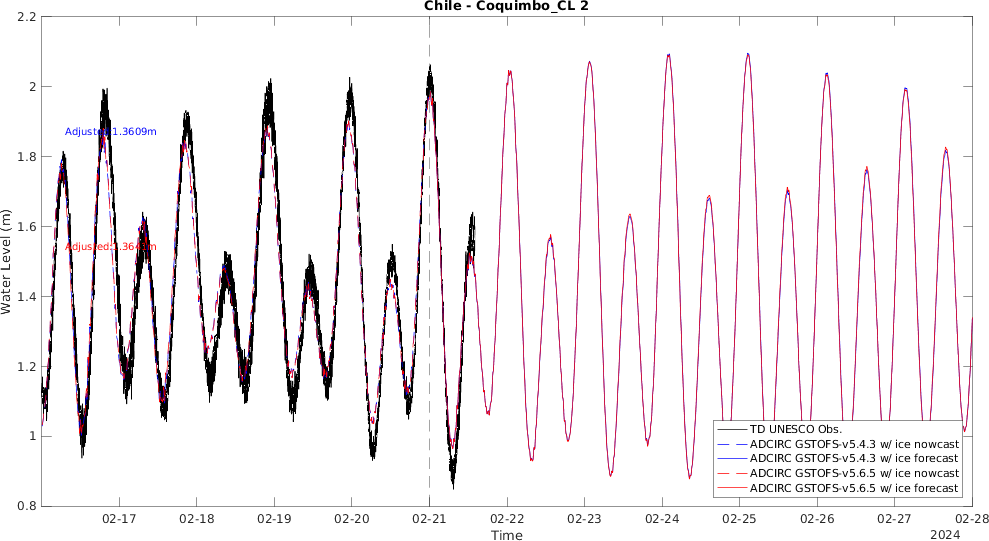 Chile - Coquimbo_CL 2
2.2
2
1.8
1.6
1.4
1.2
1
0.8
Water Level (m)
Adjusted:1.3609m
TD UNESCO Obs.
ADCIRC GSTOFS-v5.4.3 w/ ice nowcast
ADCIRC GSTOFS-v5.4.3 w/ ice forecast
ADCIRC GSTOFS-v5.6.5 w/ ice nowcast
ADCIRC GSTOFS-v5.6.5 w/ ice forecast
02-17 02-18 02-19 02-20 02-21 02-22 02-23 02-24 02-25 02-26 02-27 02-28
Time
2024